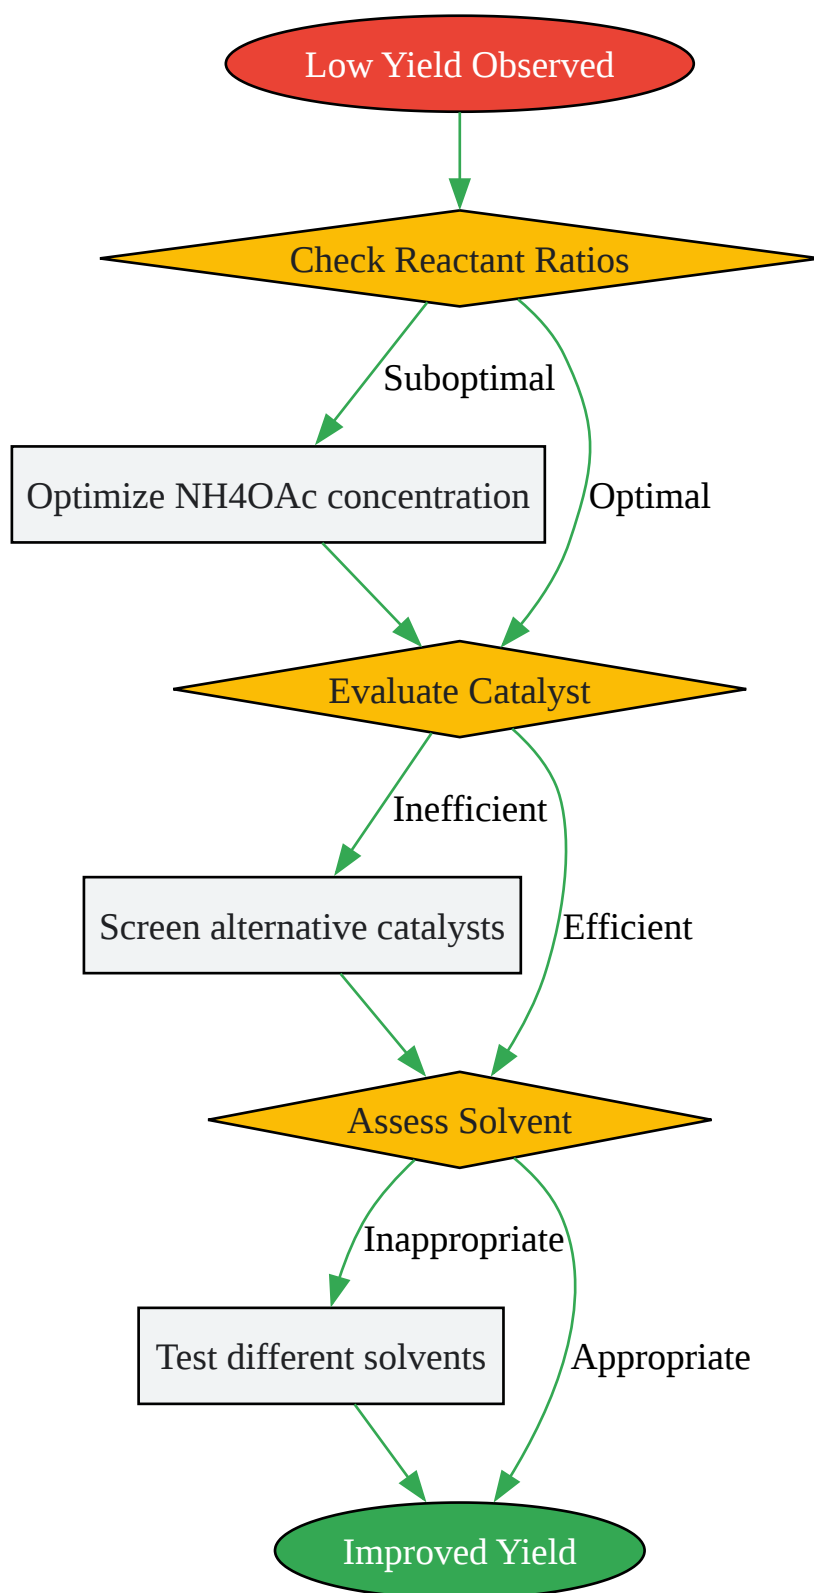 Low Yield Observed
Check Reactant Ratios
Suboptimal
Optimize NH4OAc concentration
Optimal
Evaluate Catalyst
Inefficient
Screen alternative catalysts
Efficient
Assess Solvent
Inappropriate
Test different solvents
Appropriate
Improved Yield